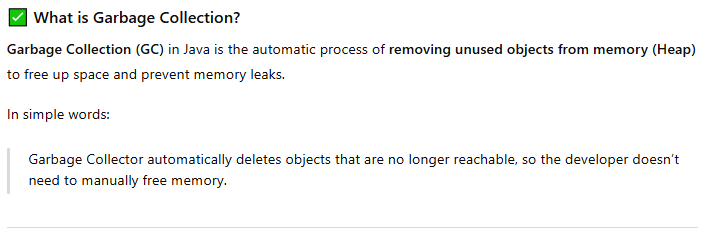 ✅ What is Garbage Collection?
Garbage Collection (GC) in Java is the automatic process of removing unused objects from memory (Heap)
to free up space and prevent memory leaks.
In simple words:
Garbage Collector automatically deletes objects that are no longer reachable, so the developer doesn’t
need to manually free memory.